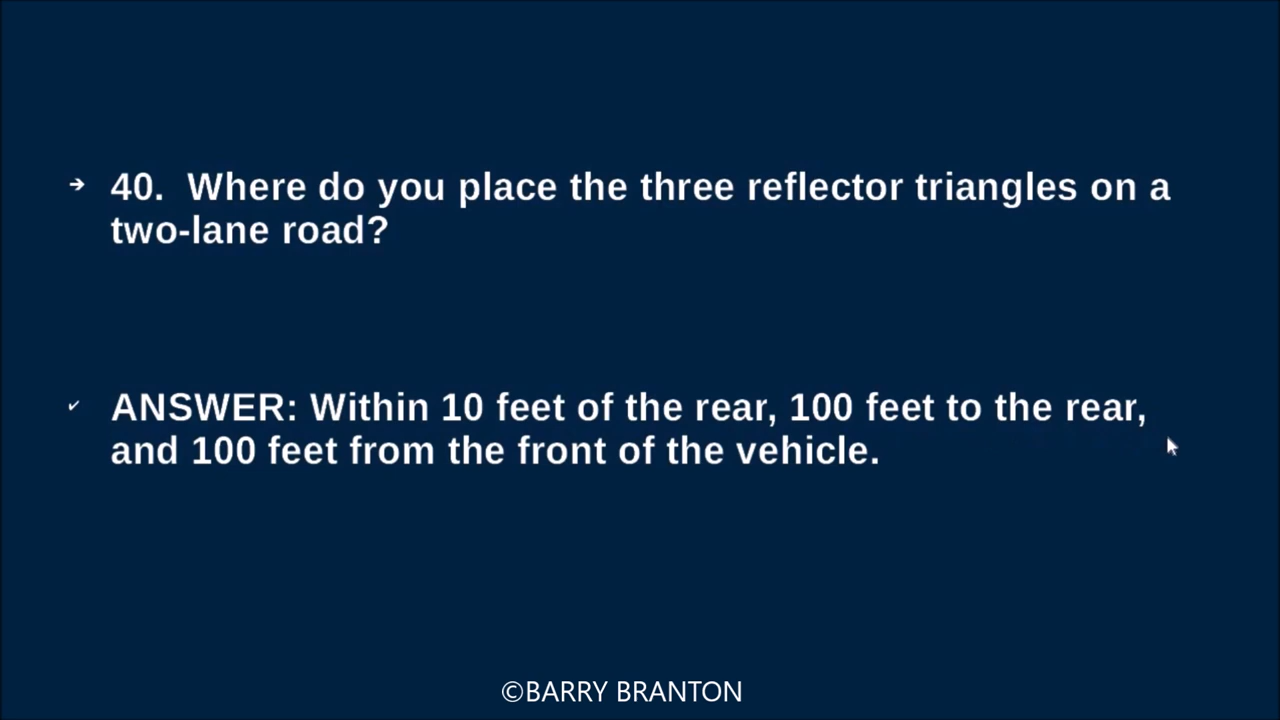 40.  Where do you place the three reflector triangles on a
two-lane road?
ANSWER: Within 10 feet of the rear, 100 feet to the rear,
and 100 feet from the front of the vehicle.
©BARRY BRANTON